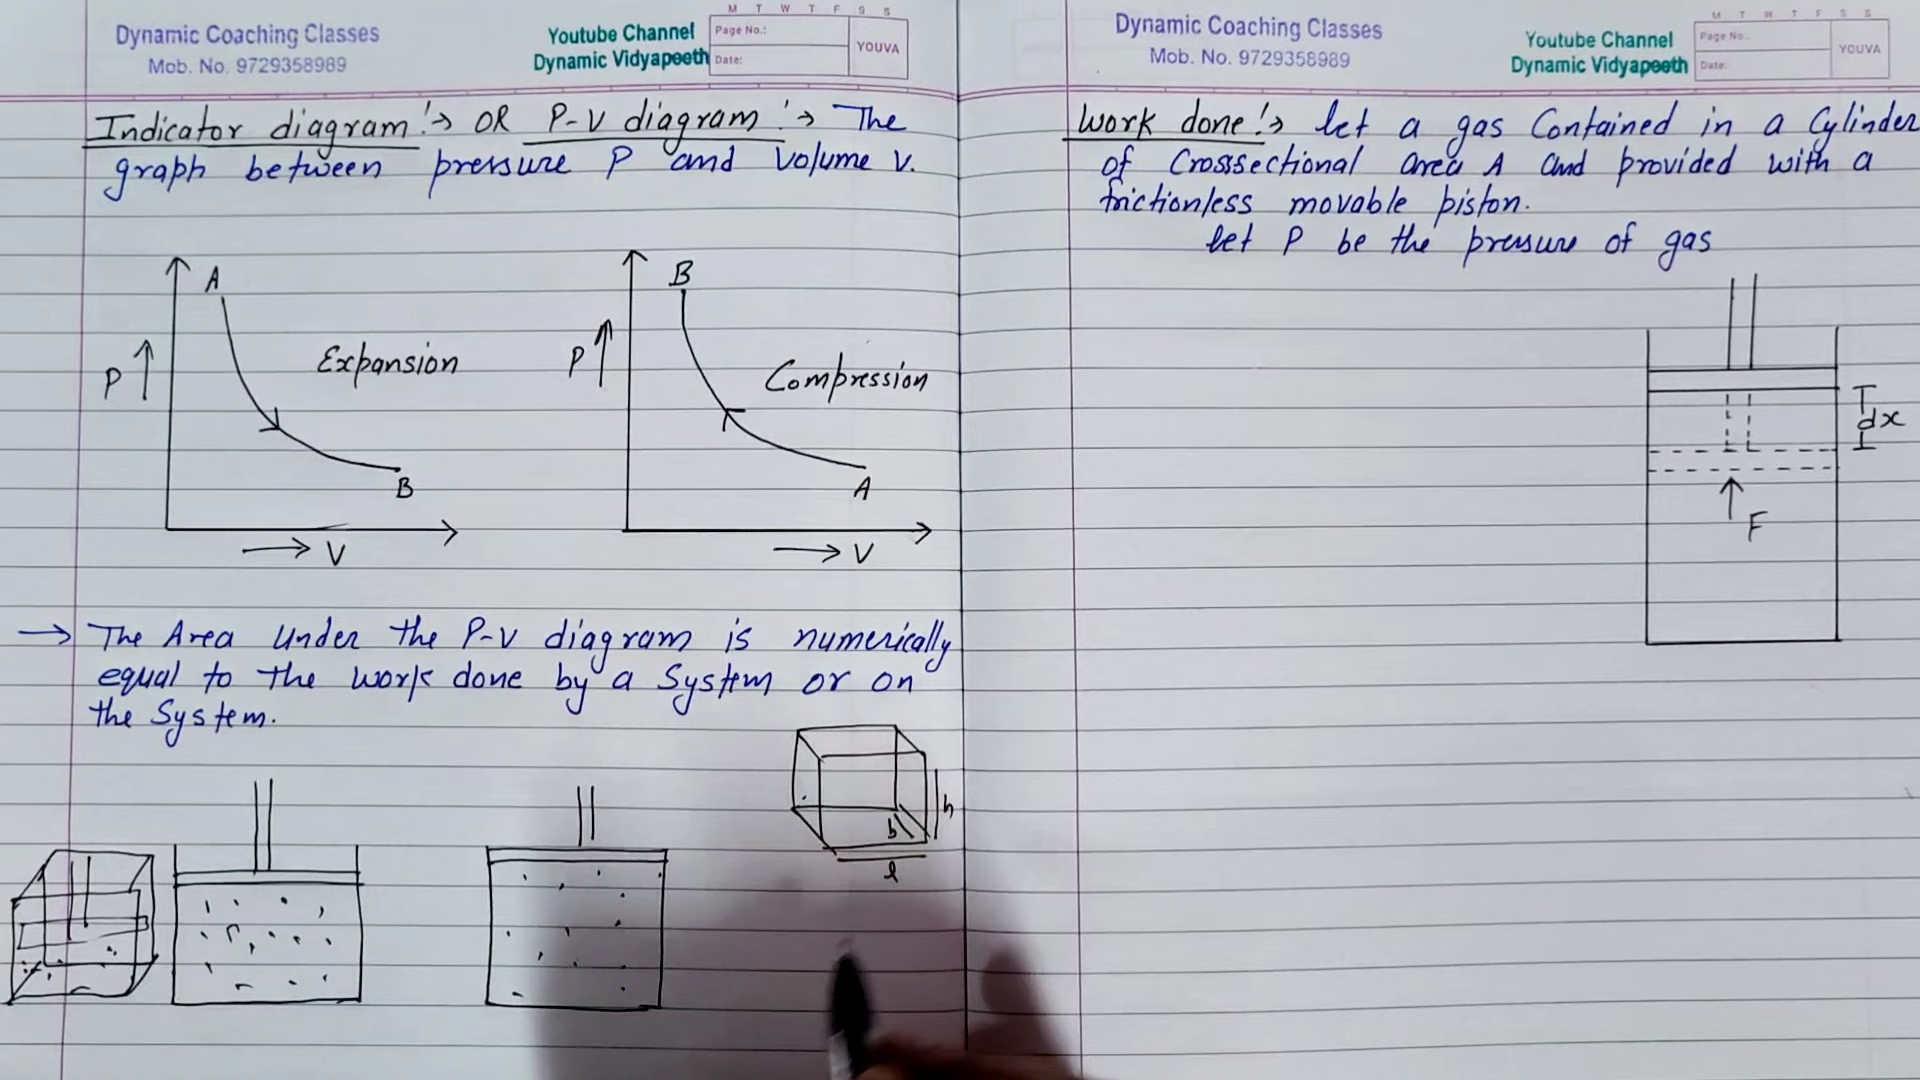 Dynamic Coaching Classes
Mob. No. 9729358989
Youtube Channel
Dynamic Vidyapeeth
M T W T F S S
Page No.:
Date:
YOUVA
Indicator diagram :→ OR P-V diagram :→ The
graph between pressure P and volume V.
A
P
Expansion
B
V
B
P
Compression
A
V
→ The Area Under the P-V diagram is numerically
equal to the work done by a System or on
the System.
h
b
l
Dynamic Coaching Classes
Mob. No. 9729358989
Youtube Channel
Dynamic Vidyapeeth
M T W T F S S
Page No.
Date:
YOUVA
Work done :→ let a gas Contained in a Cylinder
of Crosssectional area A and provided with a
frictionless movable piston.
let P be the pressure of gas
dx
F